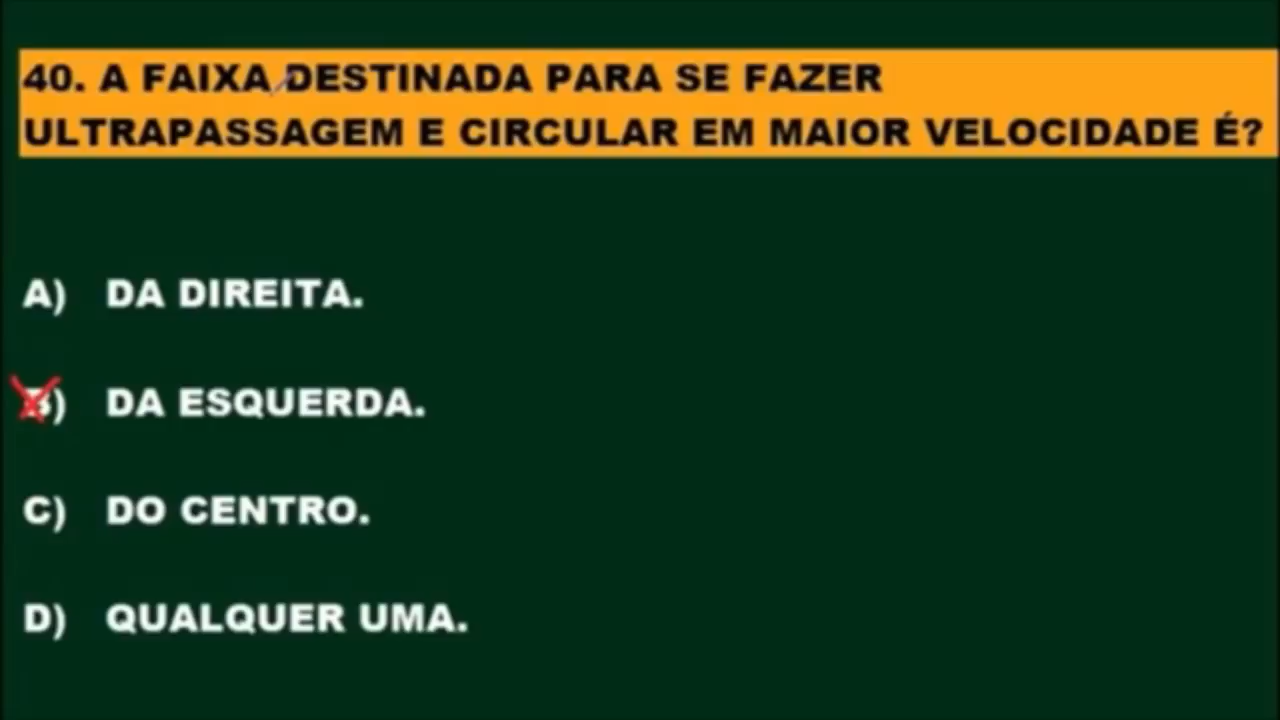 40. A FAIXA DESTINADA PARA SE FAZER
ULTRAPASSAGEM E CIRCULAR EM MAIOR VELOCIDADE É?
A) DA DIREITA.
B) DA ESQUERDA.
C) DO CENTRO.
D) QUALQUER UMA.